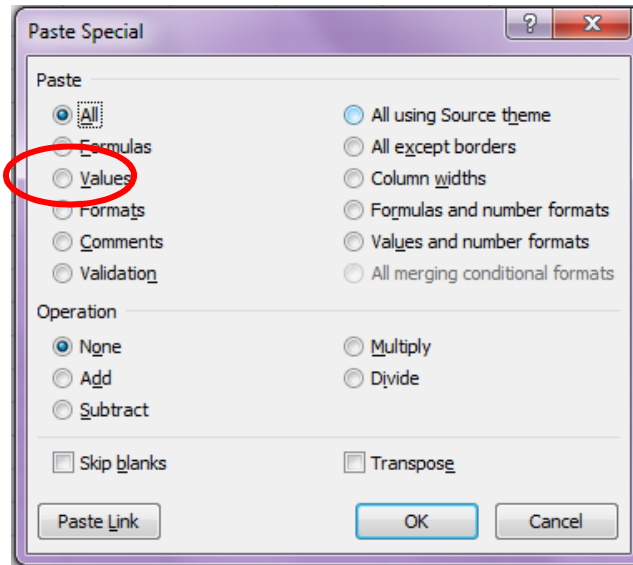 Paste Special
Paste
All
All using Source theme
Formulas
All except borders
Values
Column widths
Formats
Formulas and number formats
Comments
Values and number formats
Validation
All merging conditional formats
Operation
None
Multiply
Add
Divide
Subtract
Skip blanks
Transpose
Paste Link
OK
Cancel